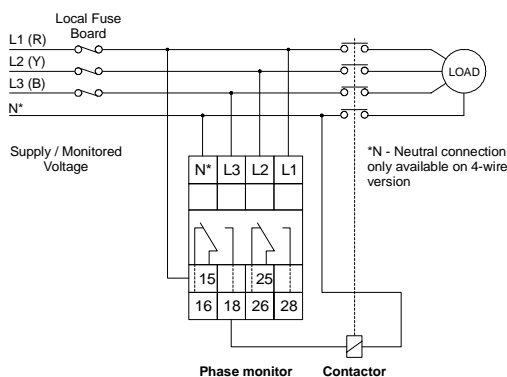 Local Fuse
Board
L1 (R)
L2 (Y)
L3 (B)
N*
LOAD
Supply / Monitored
Voltage
*N - Neutral connection
only available on 4-wire
version
N* L3 L2 L1
15 25
16 18 26 28
Phase monitor Contactor